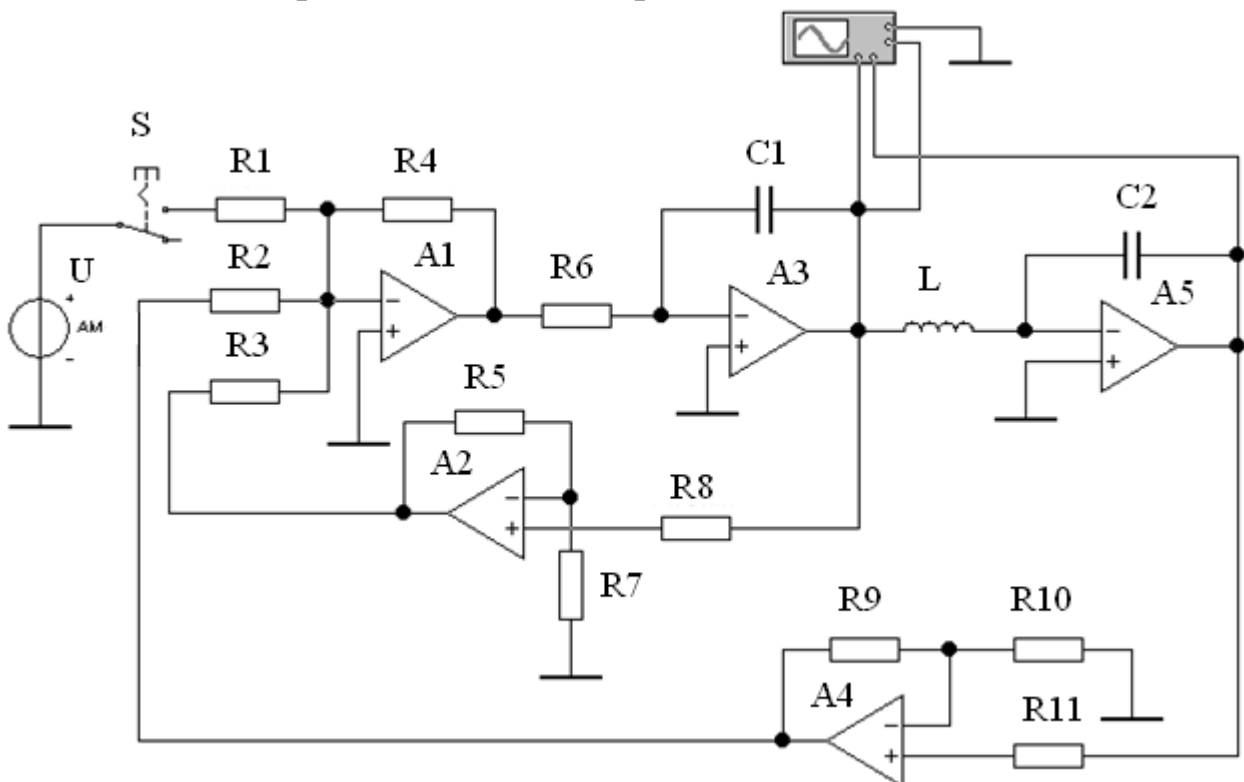 S
R1
R4
C1
C2
U
R2
A1
R6
A3
L
A5
+
AM
-
R3
−
+
−
+
−
+
R5
A2
R8
−
+
R7
R9
R10
A4
R11
−
+